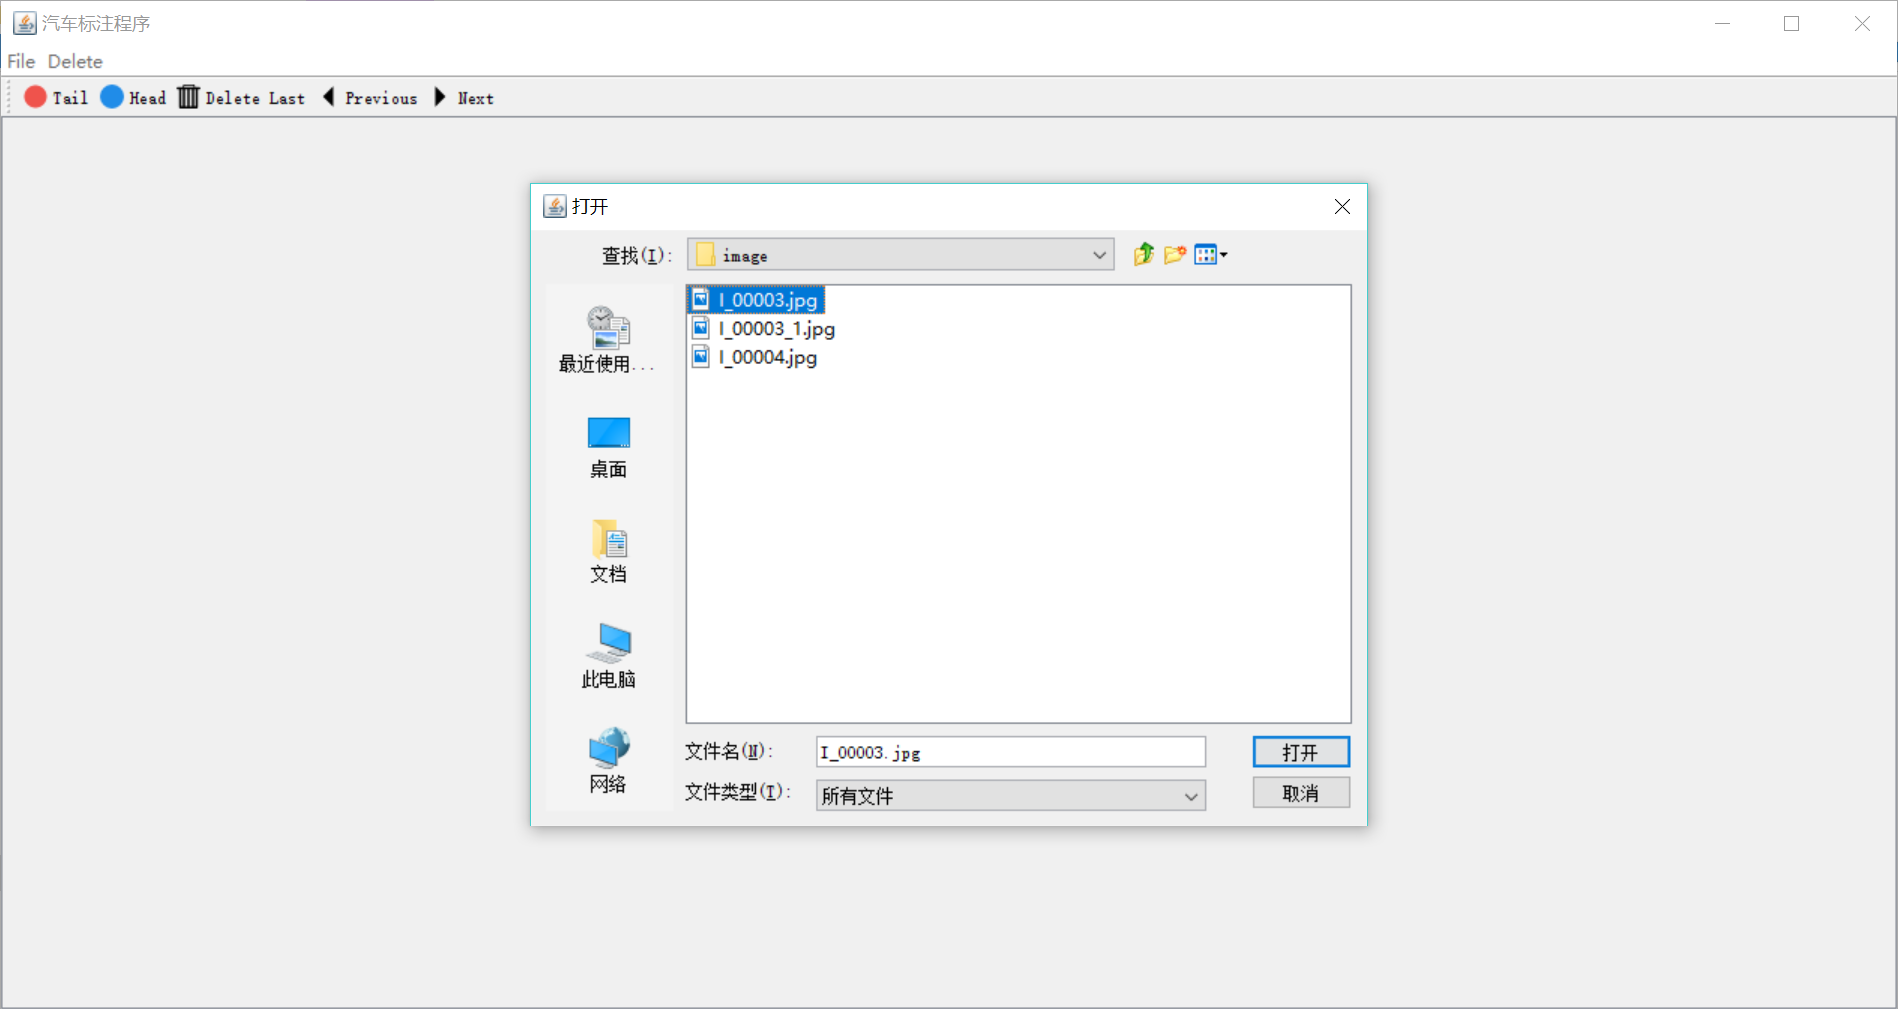 汽车标注程序
File Delete
Tail Head Delete Last Previous Next
打开
查找(I): image
I_00003.jpg
I_00003_1.jpg
I_00004.jpg
最近使用...
桌面
文档
此电脑
网络
文件名(N): I_00003.jpg 打开
文件类型(T): 所有文件 取消